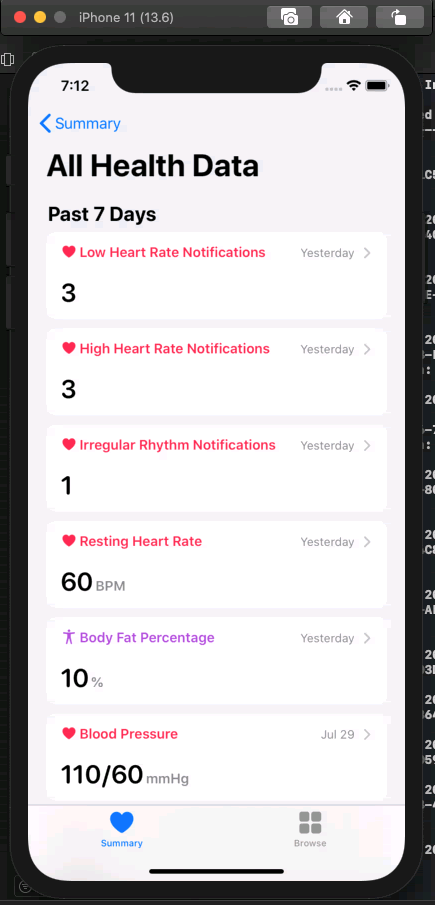 iPhone 11 (13.6)
7:12
Summary
All Health Data
Past 7 Days
Low Heart Rate Notifications Yesterday
3
High Heart Rate Notifications Yesterday
3
Irregular Rhythm Notifications Yesterday
1
Resting Heart Rate Yesterday
60 BPM
Body Fat Percentage Yesterday
10 %
Blood Pressure Jul 29
110/60 mmHg
Summary Browse